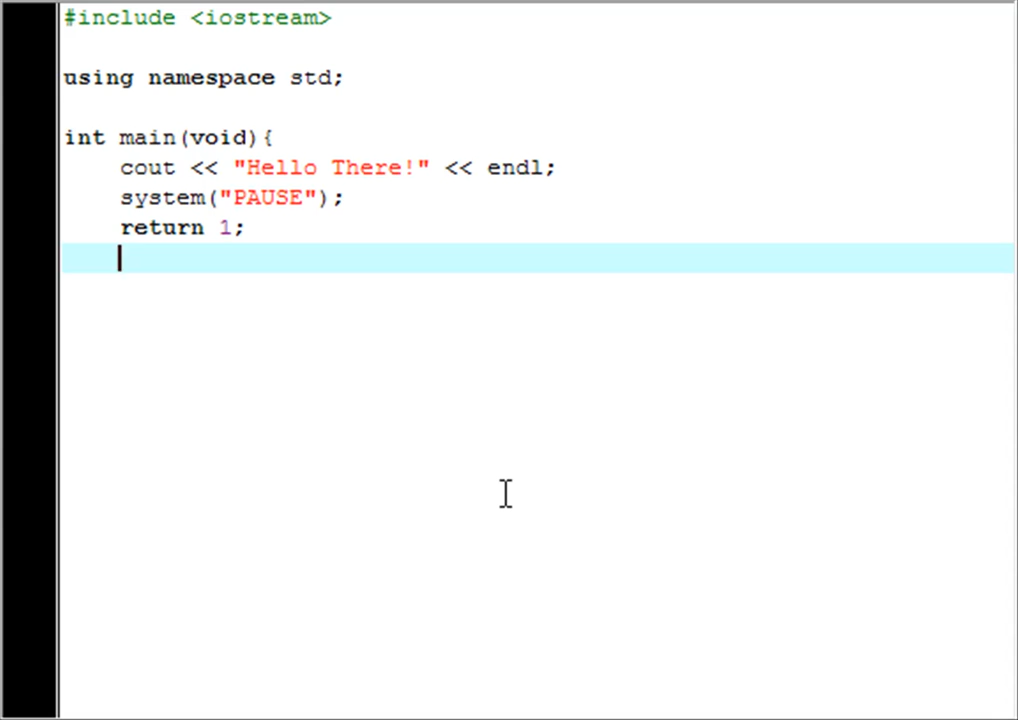 #include <iostream>
using namespace std;
int main(void){
cout << "Hello There!" << endl;
system("PAUSE");
return 1;